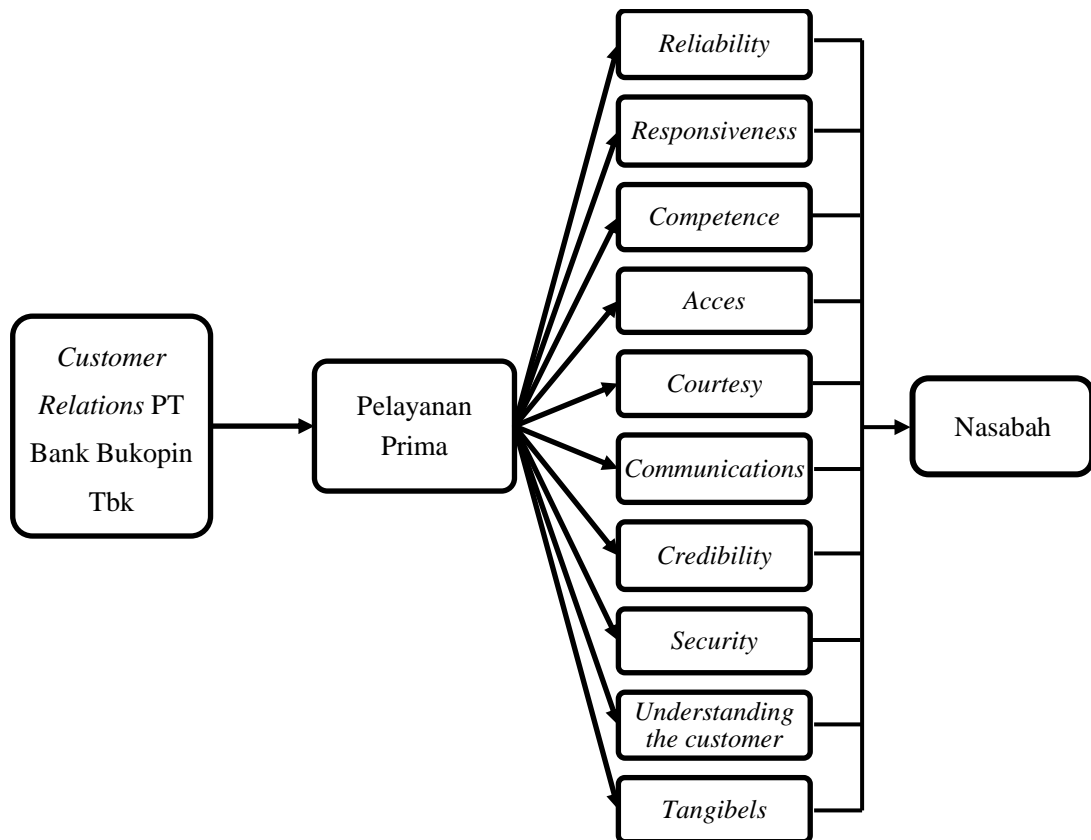 Customer
Relations PT
Bank Bukopin
Tbk
Pelayanan
Prima
Reliability
Responsiveness
Competence
Acces
Courtesy
Communications
Credibility
Security
Understanding
the customer
Tangibels
Nasabah